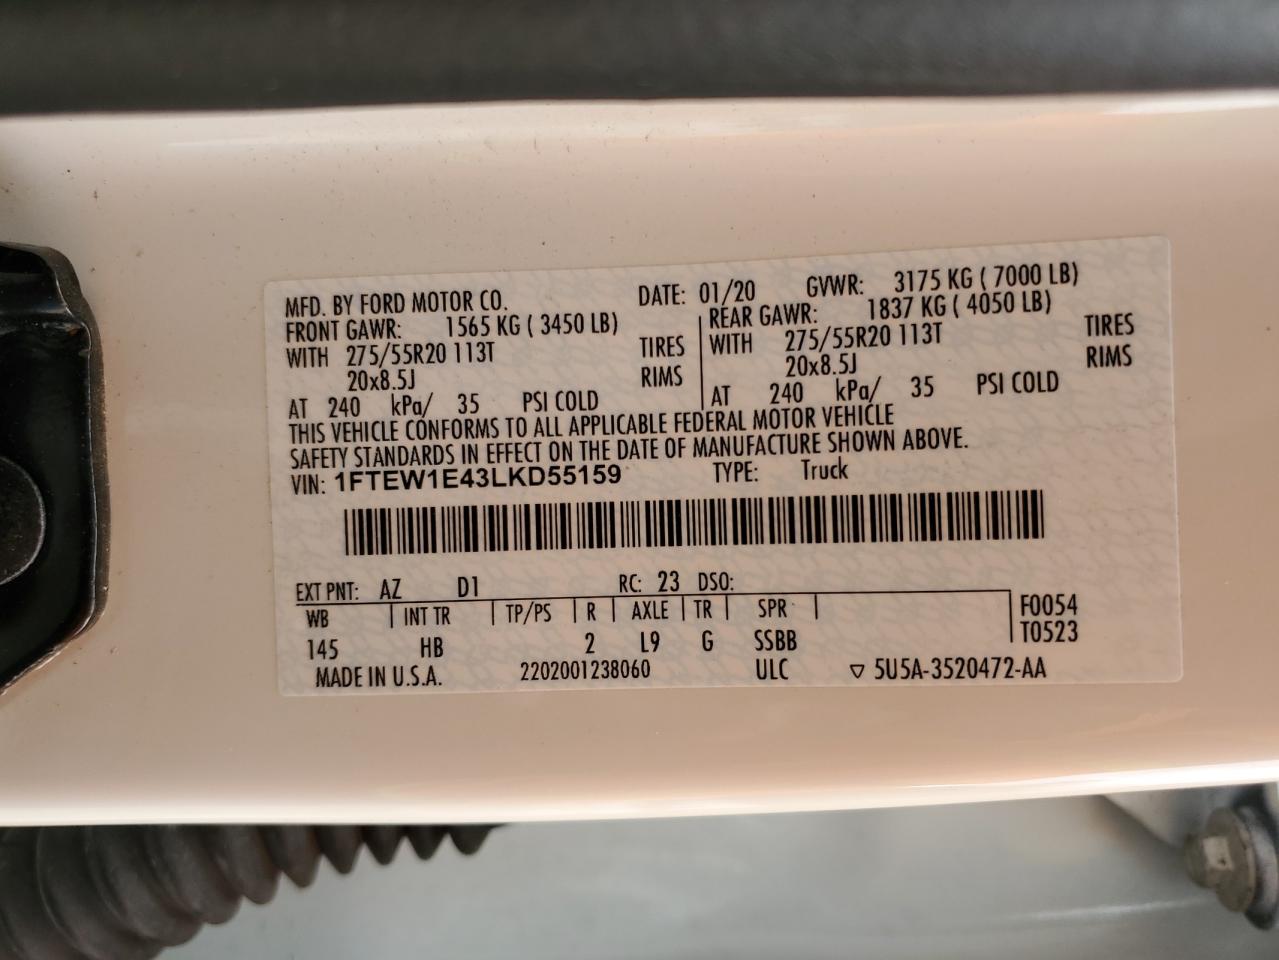 MFD. BY FORD MOTOR CO. DATE: 01/20 GVWR: 3175 KG ( 7000 LB)
FRONT GAWR: 1565 KG ( 3450 LB) REAR GAWR: 1837 KG ( 4050 LB)
WITH 275/55R20 113T TIRES WITH 275/55R20 113T TIRES
20x8.5J RIMS 20x8.5J RIMS
AT 240 kPa/ 35 PSI COLD AT 240 kPa/ 35 PSI COLD
THIS VEHICLE CONFORMS TO ALL APPLICABLE FEDERAL MOTOR VEHICLE
SAFETY STANDARDS IN EFFECT ON THE DATE OF MANUFACTURE SHOWN ABOVE.
VIN: 1FTEW1E43LKD55159 TYPE: Truck
EXT PNT: AZ D1 RC: 23 DSO:
WB INT TR TP/PS R AXLE TR SPR F0054
145 HB 2 L9 G SSBB T0523
MADE IN U.S.A. 2202001238060 ULC ▽ 5U5A-3520472-AA